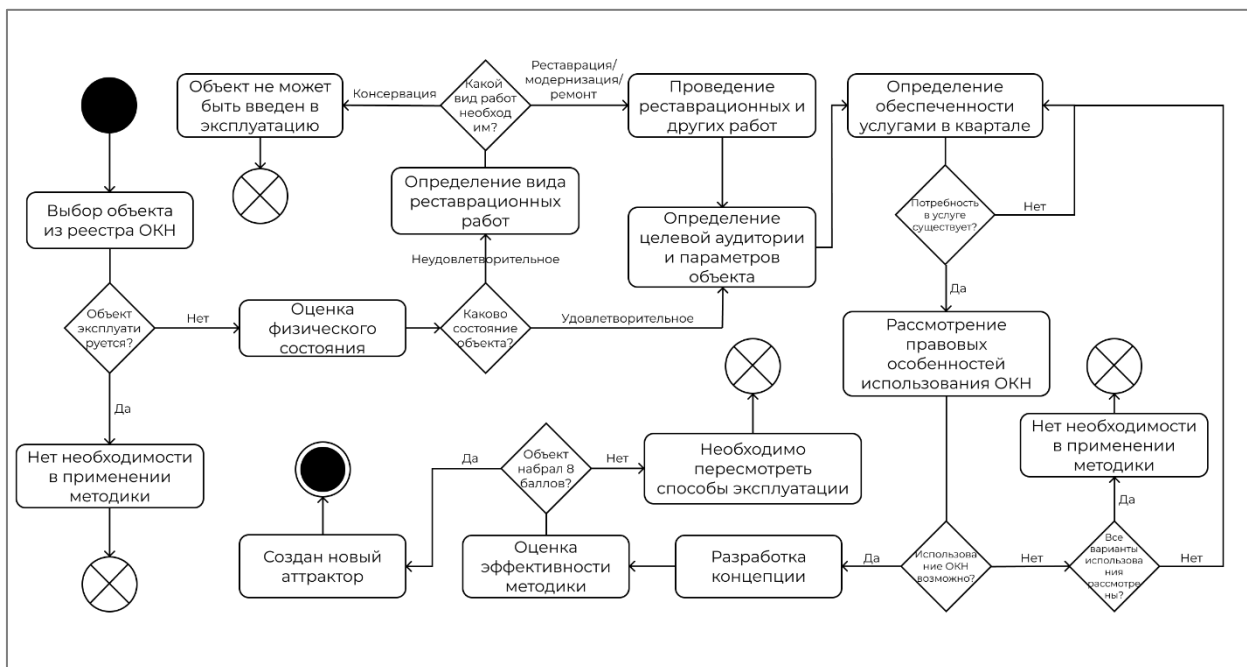 Объект не может
быть введен в
эксплуатацию
Консервация
Какой
вид работ
необход
им?
Реставрация/
модернизация/
ремонт
Проведение
реставрационных и
других работ
Определение
обеспеченности
услугами в квартале
Выбор объекта
из реестра ОКН
Определение вида
реставрационных
работ
Определение
целевой аудитории
и параметров
объекта
Потребность
в услуге
существует?
Нет
Неудовлетворительное
Да
Объект
эксплуати
руется?
Нет
Оценка
физического
состояния
Каково
состояние
объекта?
Удовлетворительное
Рассмотрение
правовых
особенностей
использования ОКН
Да
Нет необходимости
в применении
методики
Да
Объект
набрал 8
баллов?
Нет
Необходимо
пересмотреть
способы эксплуатации
Нет необходимости
в применении
методики
Да
Создан новый
аттрактор
Оценка
эффективности
методики
Разработка
концепции
Да
Использова
ние ОКН
возможно?
Нет
Все
варианты
использова
ния
рассмотре
ны?
Нет